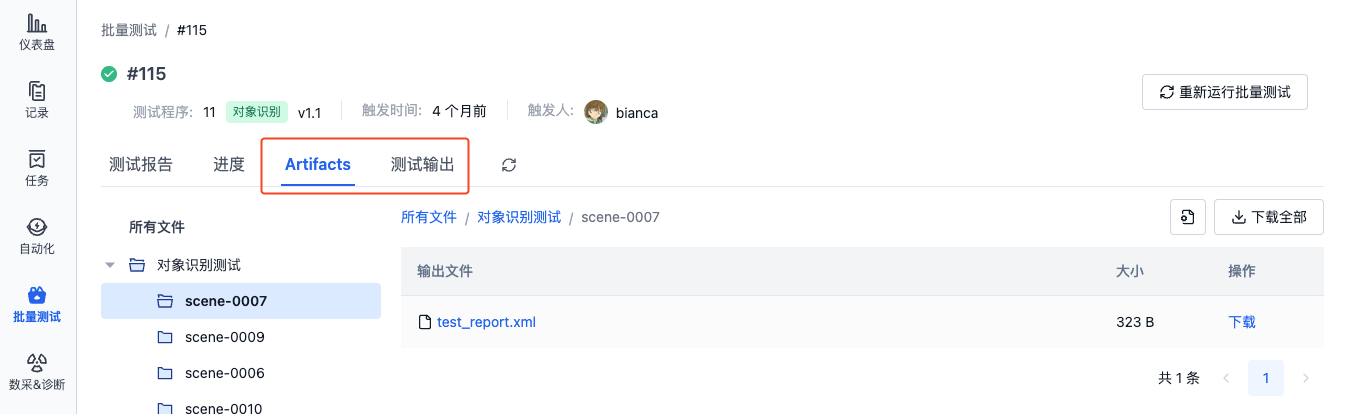 仪表盘
记录
任务
自动化
批量测试
数采&诊断
批量测试 / #115
#115
测试程序: 11 对象识别 v1.1 触发时间: 4 个月前 触发人: bianca
重新运行批量测试
测试报告 进度 Artifacts 测试输出
所有文件
对象识别测试
scene-0007
scene-0009
scene-0006
scene-0010
所有文件 / 对象识别测试 / scene-0007
下载全部
输出文件 大小 操作
test_report.xml 323 B 下载
共 1 条 1